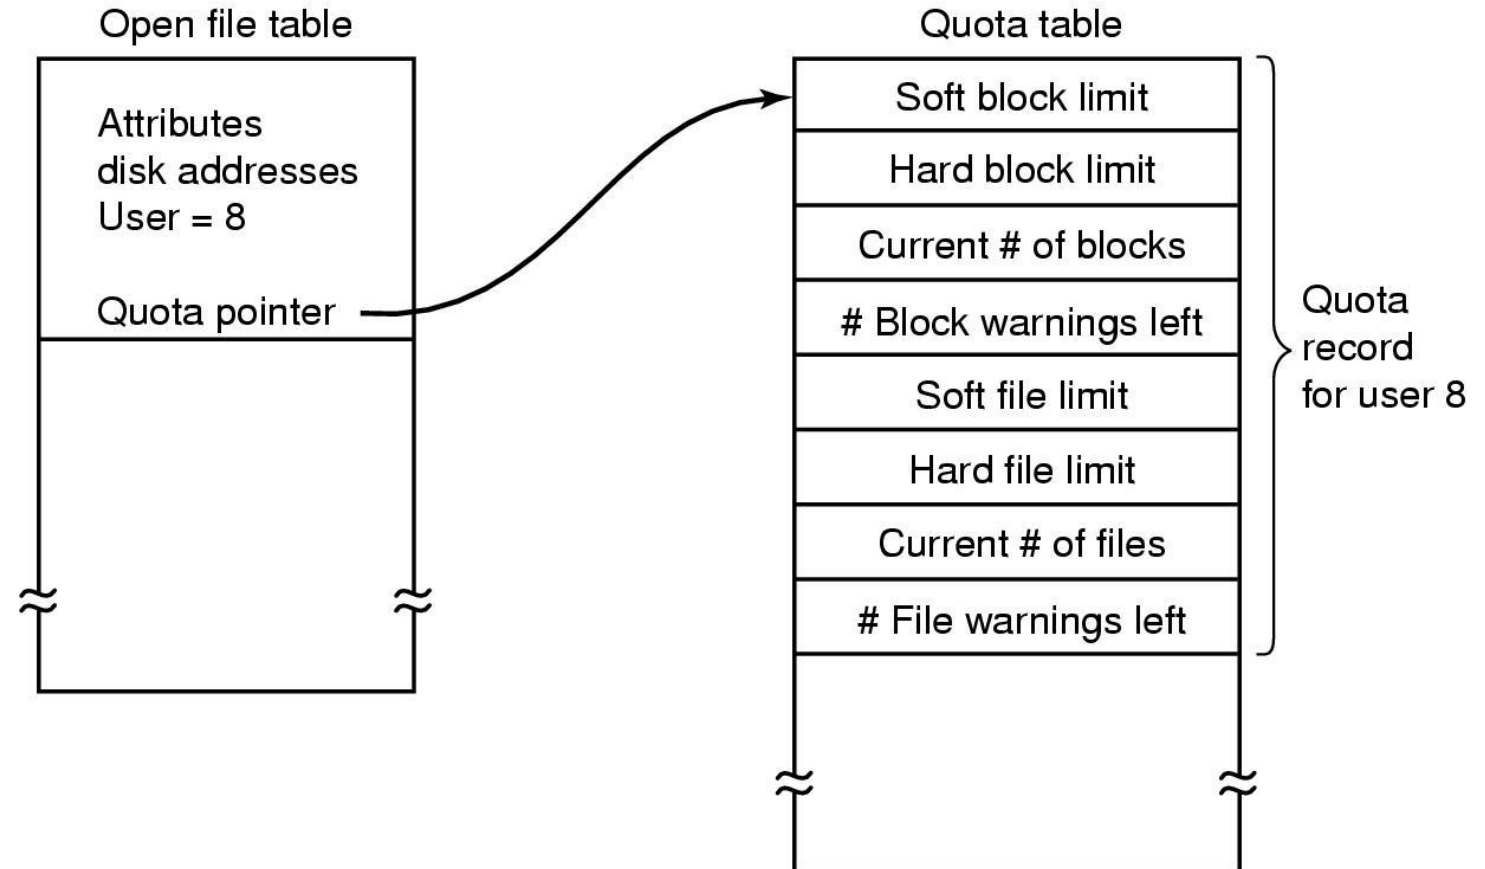 Open file table
Attributes
disk addresses
User = 8
Quota pointer
Quota table
Soft block limit
Hard block limit
Current # of blocks
# Block warnings left
Soft file limit
Hard file limit
Current # of files
# File warnings left
Quota
record
for user 8